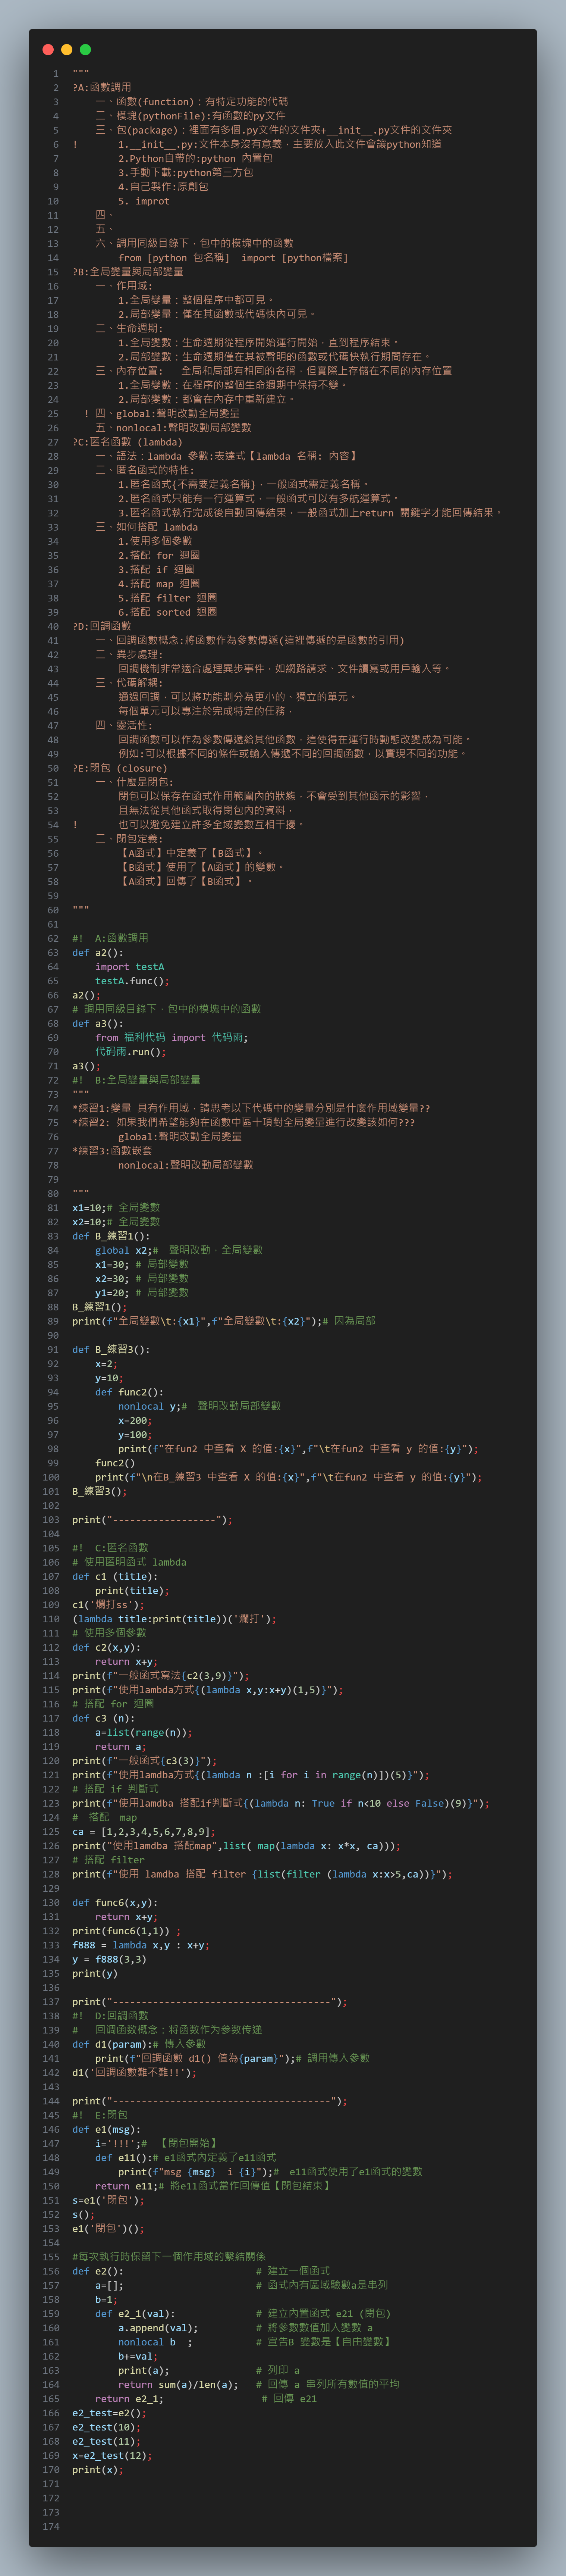 1 """
2 ?A:函數調用
3 一、函數(function)：有特定功能的代碼
4 二、模塊(pythonFile):有函數的py文件
5 三、包(package)：裡面有多個.py文件的文件夾+__init__.py文件的文件夾
6 ! 1.__init__.py:文件本身沒有意義，主要放入此文件會讓python知道
7 2.Python自帶的:python 內置包
8 3.手動下載:python第三方包
9 4.自己製作:原創包
10 5. improt
11 四、
12 五、
13 六、調用同級目錄下，包中的模塊中的函數
14 from [python 包名稱] import [python檔案]
15 ?B:全局變量與局部變量
16 一、作用域:
17 1.全局變量：整個程序中都可見。
18 2.局部變量：僅在其函數或代碼快內可見。
19 二、生命週期:
20 1.全局變數：生命週期從程序開始運行開始，直到程序結束。
21 2.局部變數：生命週期僅在其被聲明的函數或代碼快執行期間存在。
22 三、內存位置: 全局和局部有相同的名稱，但實際上存儲在不同的內存位置
23 1.全局變數：在程序的整個生命週期中保持不變。
24 2.局部變數：都會在內存中重新建立。
25 ! 四、global:聲明改動全局變量
26 五、nonlocal:聲明改動局部變數
27 ?C:匿名函數 (lambda)
28 一、語法；lambda 參數:表達式【lambda 名稱: 內容】
29 二、匿名函式的特性:
30 1.匿名函式{不需要定義名稱}，一般函式需定義名稱。
31 2.匿名函式只能有一行運算式，一般函式可以有多航運算式。
32 3.匿名函式執行完成後自動回傳結果，一般函式加上return 關鍵字才能回傳結果。
33 三、如何搭配 lambda
34 1.使用多個參數
35 2.搭配 for 迴圈
36 3.搭配 if 迴圈
37 4.搭配 map 迴圈
38 5.搭配 filter 迴圈
39 6.搭配 sorted 迴圈
40 ?D:回調函數
41 一、回調函數概念:將函數作為參數傳遞(這裡傳遞的是函數的引用)
42 二、異步處理:
43 回調機制非常適合處理異步事件，如網路請求、文件讀寫或用戶輸入等。
44 三、代碼解耦:
45 通過回調，可以將功能劃分為更小的、獨立的單元。
46 每個單元可以專注於完成特定的任務，
47 四、靈活性:
48 回調函數可以作為參數傳遞給其他函數，這使得在運行時動態改變成為可能。
49 例如:可以根據不同的條件或輸入傳遞不同的回調函數，以實現不同的功能。
50 ?E:閉包 (closure)
51 一、什麼是閉包:
52 閉包可以保存在函式作用範圍內的狀態，不會受到其他函示的影響，
53 且無法從其他函式取得閉包內的資料，
54 ! 也可以避免建立許多全域變數互相干擾。
55 二、閉包定義:
56 【A函式】中定義了【B函式】。
57 【B函式】使用了【A函式】的變數。
58 【A函式】回傳了【B函式】。
59
60 """
61
62 #! A:函數調用
63 def a2():
64 import testA
65 testA.func();
66 a2();
67 # 調用同級目錄下，包中的模塊中的函數
68 def a3():
69 from 福利代码 import 代码雨;
70 代码雨.run();
71 a3();
72 #! B:全局變量與局部變量
73 """
74 *練習1:變量 具有作用域，請思考以下代碼中的變量分別是什麼作用域變量??
75 *練習2: 如果我們希望能夠在函數中區十項對全局變量進行改變該如何???
76 global:聲明改動全局變量
77 *練習3:函數嵌套
78 nonlocal:聲明改動局部變數
79
80 """
81 x1=10;# 全局變數
82 x2=10;# 全局變數
83 def B_練習1():
84 global x2;# 聲明改動，全局變數
85 x1=30; # 局部變數
86 x2=30; # 局部變數
87 y1=20; # 局部變數
88 B_練習1();
89 print(f"全局變數\t:{x1}",f"全局變數\t:{x2}");# 因為局部
90
91 def B_練習3():
92 x=2;
93 y=10;
94 def func2():
95 nonlocal y;# 聲明改動局部變數
96 x=200;
97 y=100;
98 print(f"在fun2 中查看 X 的值:{x}",f"\t在fun2 中查看 y 的值:{y}");
99 func2()
100 print(f"\n在B_練習3 中查看 X 的值:{x}",f"\t在fun2 中查看 y 的值:{y}");
101 B_練習3();
102
103 print("------------------");
104
105 #! C:匿名函數
106 # 使用匿明函式 lambda
107 def c1 (title):
108 print(title);
109 c1('爛打ss');
110 (lambda title:print(title))('爛打');
111 # 使用多個參數
112 def c2(x,y):
113 return x+y;
114 print(f"一般函式寫法{c2(3,9)}");
115 print(f"使用lambda方式{(lambda x,y:x+y)(1,5)}");
116 # 搭配 for 迴圈
117 def c3 (n):
118 a=list(range(n));
119 return a;
120 print(f"一般函式{c3(3)}");
121 print(f"使用lamdba方式{(lambda n :[i for i in range(n)])(5)}");
122 # 搭配 if 判斷式
123 print(f"使用lamdba 搭配if判斷式{(lambda n: True if n<10 else False)(9)}");
124 # 搭配 map
125 ca = [1,2,3,4,5,6,7,8,9];
126 print("使用lamdba 搭配map",list( map(lambda x: x*x, ca)));
127 # 搭配 filter
128 print(f"使用 lamdba 搭配 filter {list(filter (lambda x:x>5,ca))}");
129
130 def func6(x,y):
131 return x+y;
132 print(func6(1,1)) ;
133 f888 = lambda x,y : x+y;
134 y = f888(3,3)
135 print(y)
136
137 print("--------------------------------------");
138 #! D:回調函數
139 # 回调函数概念：将函数作为参数传递
140 def d1(param):# 傳入參數
141 print(f"回調函數 d1() 值為{param}");# 調用傳入參數
142 d1('回調函數難不難!!');
143
144 print("--------------------------------------");
145 #! E:閉包
146 def e1(msg):
147 i='!!!';# 【閉包開始】
148 def e11():# e1函式內定義了e11函式
149 print(f"msg {msg} i {i}");# e11函式使用了e1函式的變數
150 return e11;# 將e11函式當作回傳值【閉包結束】
151 s=e1('閉包');
152 s();
153 e1('閉包')();
154
155 #每次執行時保留下一個作用域的繫結關係
156 def e2(): # 建立一個函式
157 a=[]; # 函式內有區域驗數a是串列
158 b=1;
159 def e2_1(val): # 建立內置函式 e21 (閉包)
160 a.append(val); # 將參數數值加入變數 a
161 nonlocal b ; # 宣告B 變數是【自由變數】
162 b+=val;
163 print(a); # 列印 a
164 return sum(a)/len(a); # 回傳 a 串列所有數值的平均
165 return e2_1; # 回傳 e21
166 e2_test=e2();
167 e2_test(10);
168 e2_test(11);
169 x=e2_test(12);
170 print(x);
171
172
173
174